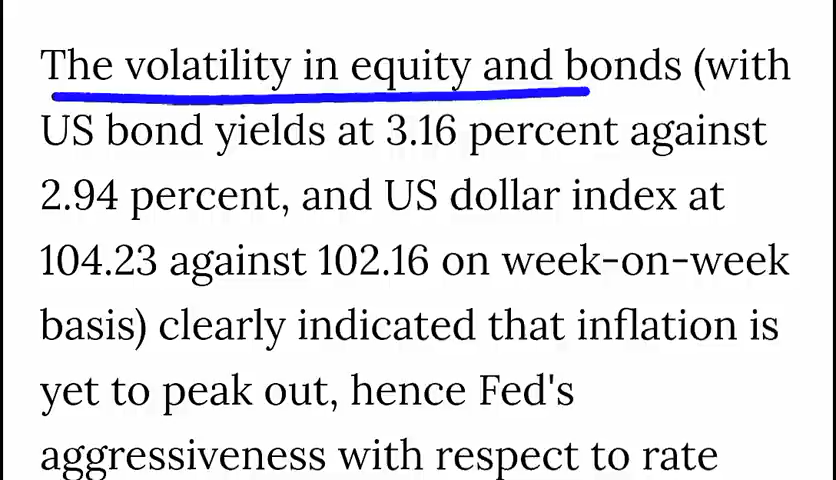 The volatility in equity and bonds (with
US bond yields at 3.16 percent against
2.94 percent, and US dollar index at
104.23 against 102.16 on week-on-week
basis) clearly indicated that inflation is
yet to peak out, hence Fed's
aggressiveness with respect to rate